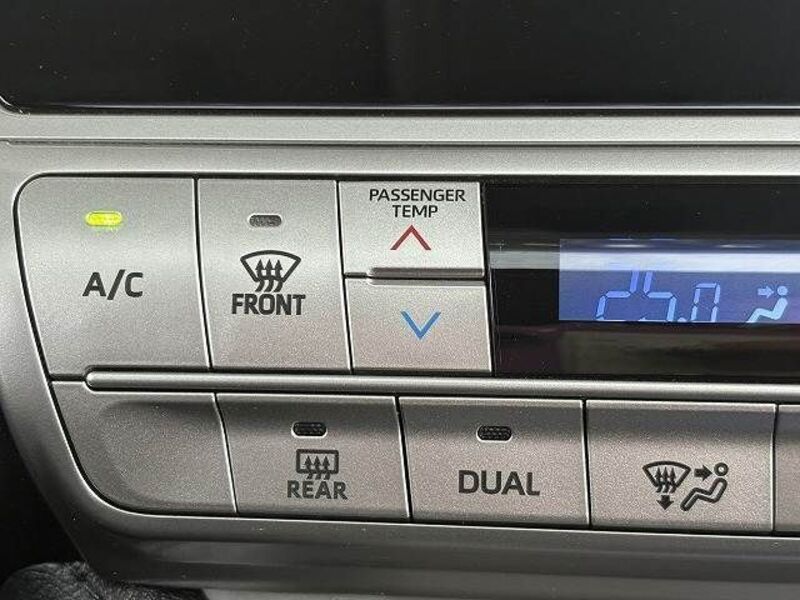 PASSENGER
TEMP
A/C
FRONT
25.0
REAR
DUAL